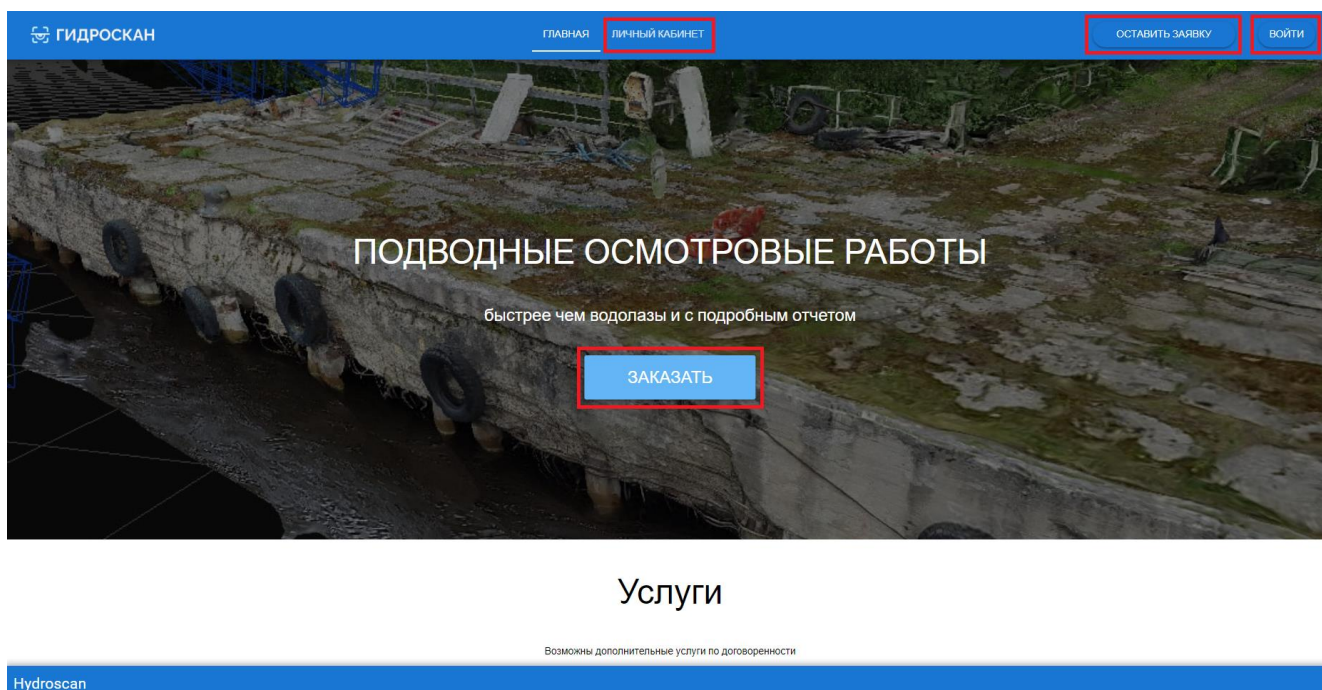 ГИДРОСКАН
ГЛАВНАЯ
ЛИЧНЫЙ КАБИНЕТ
ОСТАВИТЬ ЗАЯВКУ
ВОЙТИ
ПОДВОДНЫЕ ОСМОТРОВЫЕ РАБОТЫ
быстрее чем водолазы и с подробным отчетом
ЗАКАЗАТЬ
Услуги
Возможны дополнительные услуги по договоренности
Hydroscan